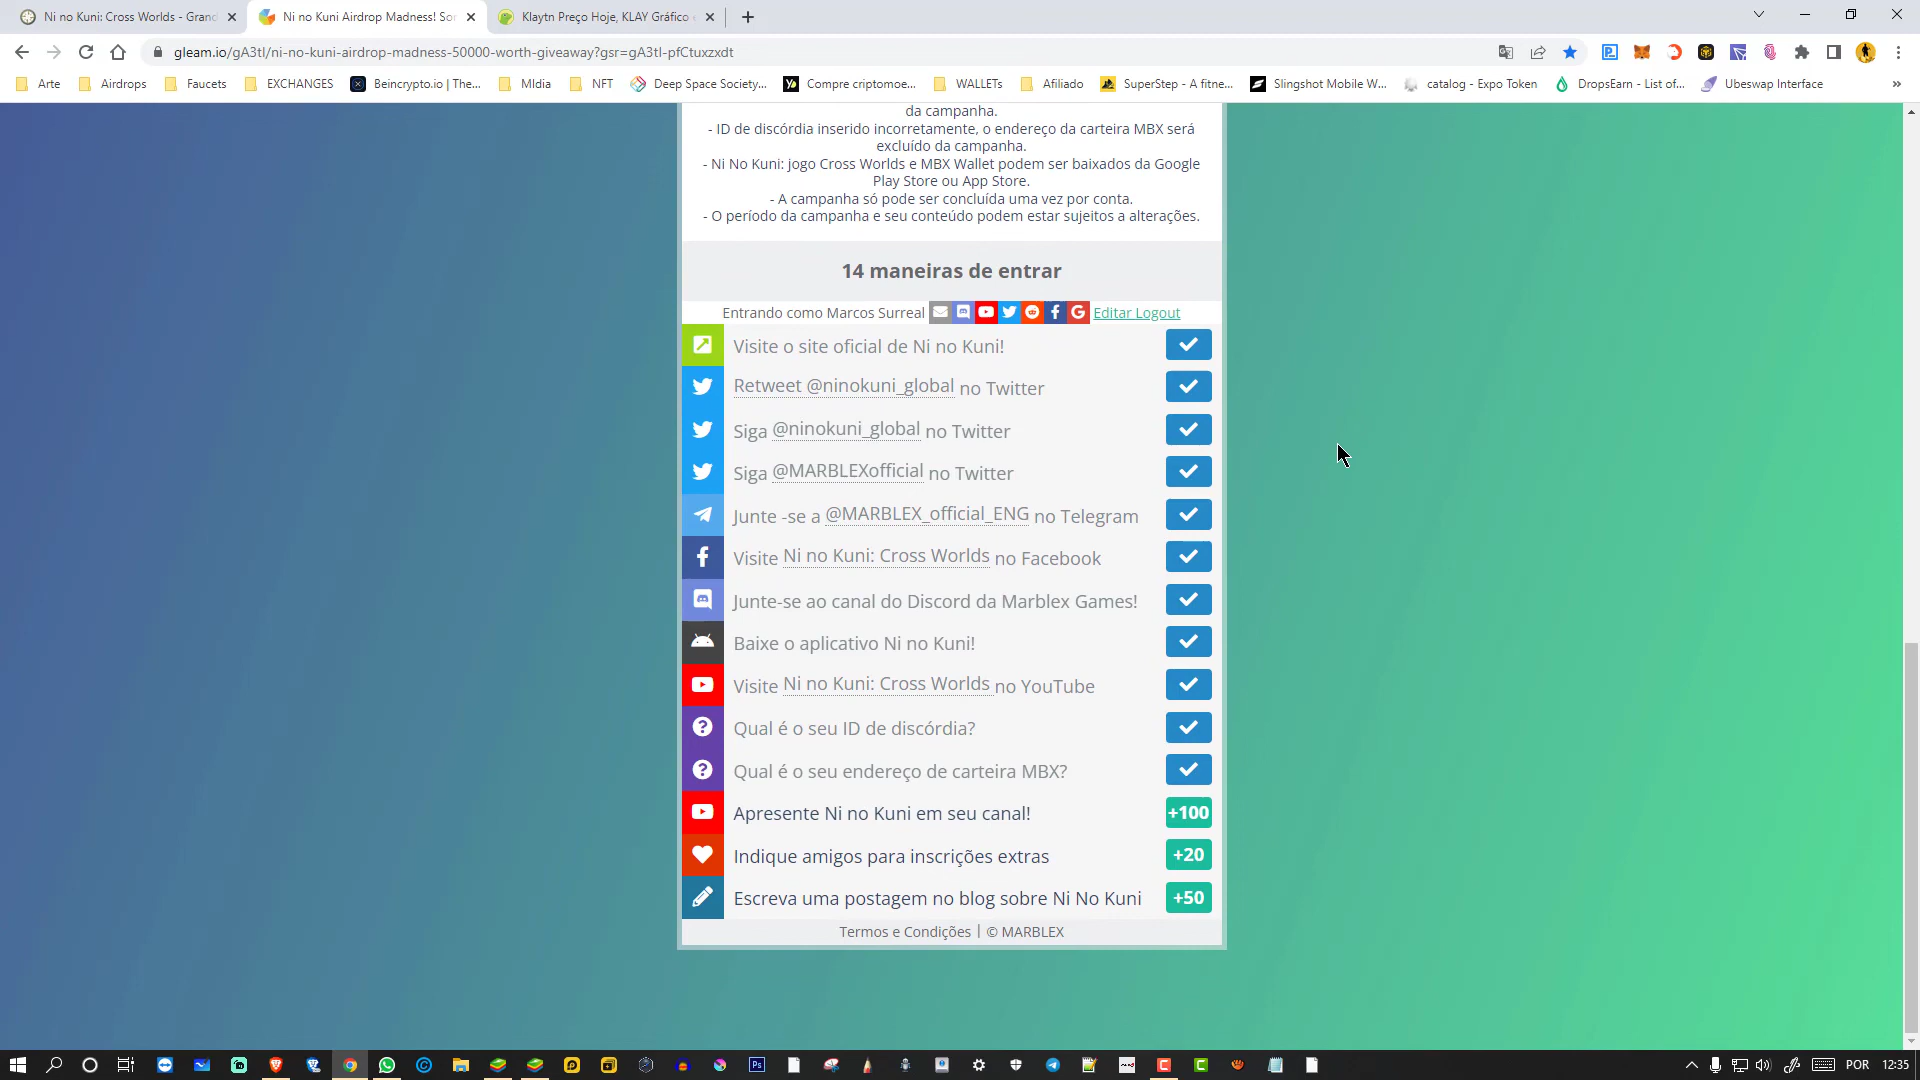 Ni no Kuni: Cross Worlds - Grand
Ni no Kuni Airdrop Madness! Sor
Klaytn Preço Hoje, KLAY Gráfico
gleam.io/gA3tI/ni-no-kuni-airdrop-madness-50000-worth-giveaway?gsr=gA3tI-pfCtuxzxdt
Arte
Airdrops
Faucets
EXCHANGES
Beincrypto.io | The...
MIdia
NFT
Deep Space Society...
Compre criptomoe...
WALLETs
Afiliado
SuperStep - A fitne...
Slingshot Mobile W...
catalog - Expo Token
DropsEarn - List of...
Ubeswap Interface
»
da campanha.
- ID de discórdia inserido incorretamente, o endereço da carteira MBX será
excluído da campanha.
- Ni No Kuni: jogo Cross Worlds e MBX Wallet podem ser baixados da Google
Play Store ou App Store.
- A campanha só pode ser concluída uma vez por conta.
- O período da campanha e seu conteúdo podem estar sujeitos a alterações.
14 maneiras de entrar
Entrando como Marcos Surreal Editar Logout
Visite o site oficial de Ni no Kuni!
Retweet @ninokuni_global no Twitter
Siga @ninokuni_global no Twitter
Siga @MARBLEXofficial no Twitter
Junte -se a @MARBLEX_official_ENG no Telegram
Visite Ni no Kuni: Cross Worlds no Facebook
Junte-se ao canal do Discord da Marblex Games!
Baixe o aplicativo Ni no Kuni!
Visite Ni no Kuni: Cross Worlds no YouTube
Qual é o seu ID de discórdia?
Qual é o seu endereço de carteira MBX?
Apresente Ni no Kuni em seu canal! +100
Indique amigos para inscrições extras +20
Escreva uma postagem no blog sobre Ni No Kuni +50
Termos e Condições | © MARBLEX
POR 12:35